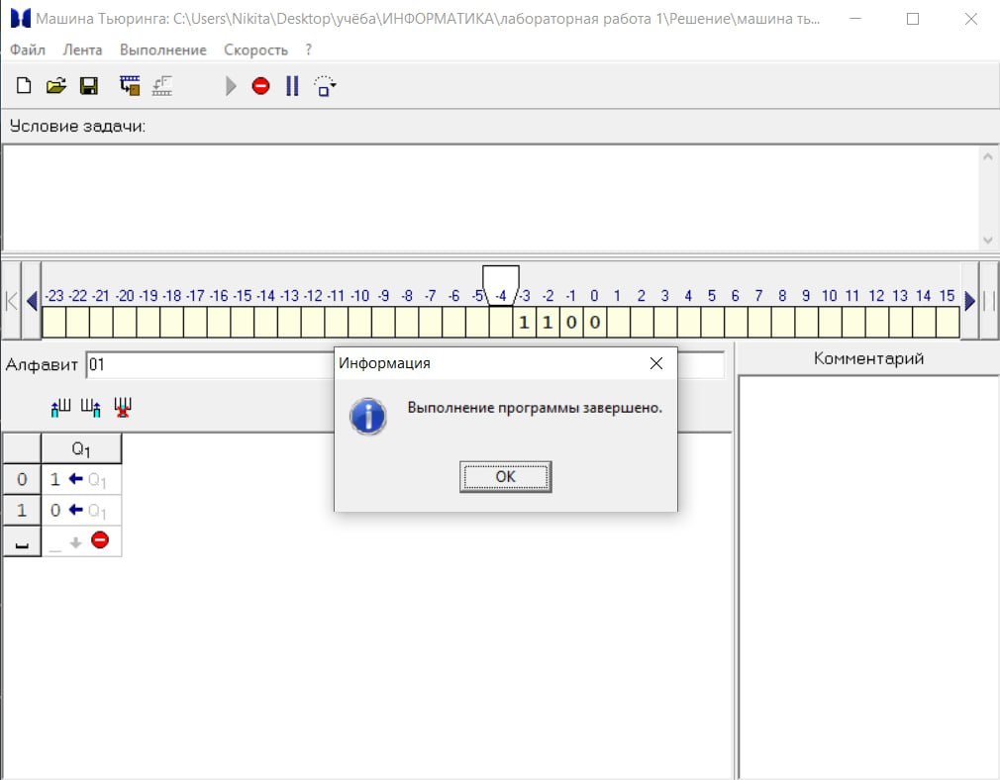 Машина Тьюринга: C:\Users\Nikita\Desktop\учёба\ИНФОРМАТИКА\лабораторная работа 1\Решение\машина ть...
Файл Лента Выполнение Скорость ?
Условие задачи:
-23 -22 -21 -20 -19 -18 -17 -16 -15 -14 -13 -12 -11 -10 -9 -8 -7 -6 -5 -4 -3 -2 -1 0 1 2 3 4 5 6 7 8 9 10 11 12 13 14 15
1 1 0 0
Алфавит 01
Комментарий
Информация
Выполнение программы завершено.
OK
Q1
0 1 ← Q1
1 0 ← Q1
_ _ ↓